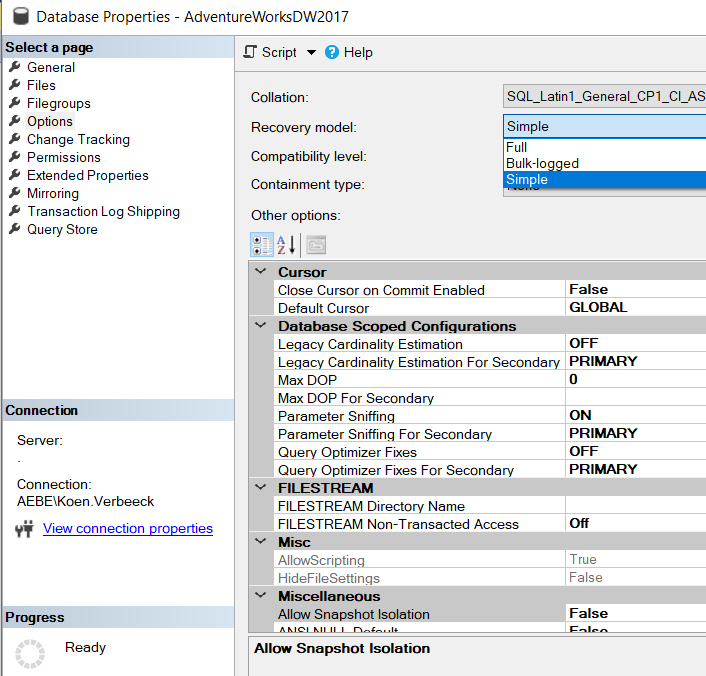 Database Properties - AdventureWorksDW2017
Select a page
General
Files
Filegroups
Options
Change Tracking
Permissions
Extended Properties
Mirroring
Transaction Log Shipping
Query Store
Connection
Server:
.
Connection:
AEBE\Koen.Verbeeck
View connection properties
Progress
Ready
Script Help
Collation: SQL_Latin1_General_CP1_CI_AS
Recovery model: Simple
Full
Compatibility level: Bulk-logged
Simple
Containment type: None
Other options:
Cursor
Close Cursor on Commit Enabled False
Default Cursor GLOBAL
Database Scoped Configurations
Legacy Cardinality Estimation OFF
Legacy Cardinality Estimation For Secondary PRIMARY
Max DOP 0
Max DOP For Secondary
Parameter Sniffing ON
Parameter Sniffing For Secondary PRIMARY
Query Optimizer Fixes OFF
Query Optimizer Fixes For Secondary PRIMARY
FILESTREAM
FILESTREAM Directory Name
FILESTREAM Non-Transacted Access Off
Misc
AllowScripting True
HideFileSettings False
Miscellaneous
Allow Snapshot Isolation False
ANSI NULL Default False
Allow Snapshot Isolation